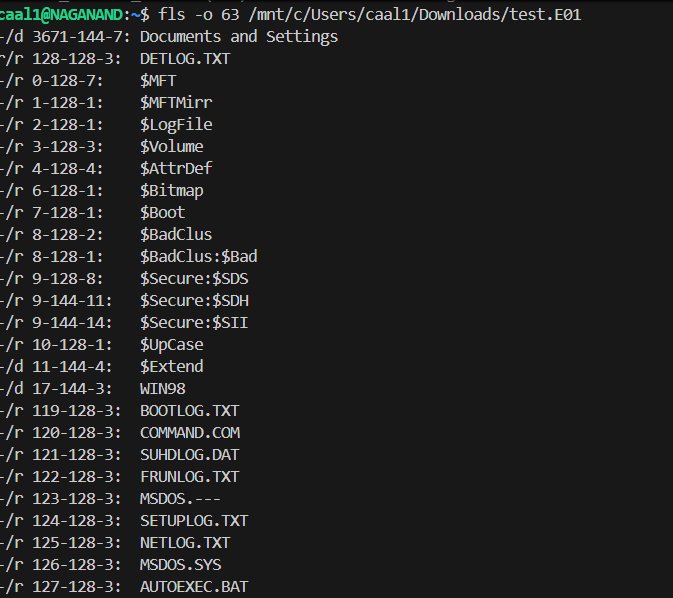 caal1@NAGANAND:~$ fls -o 63 /mnt/c/Users/caal1/Downloads/test.E01
-/d 3671-144-7: Documents and Settings
r/r 128-128-3:  DETLOG.TXT
-/r 0-128-7:    $MFT
-/r 1-128-1:    $MFTMirr
-/r 2-128-1:    $LogFile
-/r 3-128-3:    $Volume
-/r 4-128-4:    $AttrDef
-/r 6-128-1:    $Bitmap
-/r 7-128-1:    $Boot
-/r 8-128-2:    $BadClus
-/r 8-128-1:    $BadClus:$Bad
-/r 9-128-8:    $Secure:$SDS
-/r 9-144-11:   $Secure:$SDH
-/r 9-144-14:   $Secure:$SII
-/r 10-128-1:   $UpCase
-/d 11-144-4:   $Extend
-/d 17-144-3:   WIN98
-/r 119-128-3:  BOOTLOG.TXT
-/r 120-128-3:  COMMAND.COM
-/r 121-128-3:  SUHDLOG.DAT
-/r 122-128-3:  FRUNLOG.TXT
-/r 123-128-3:  MSDOS.---
-/r 124-128-3:  SETUPLOG.TXT
-/r 125-128-3:  NETLOG.TXT
-/r 126-128-3:  MSDOS.SYS
-/r 127-128-3:  AUTOEXEC.BAT